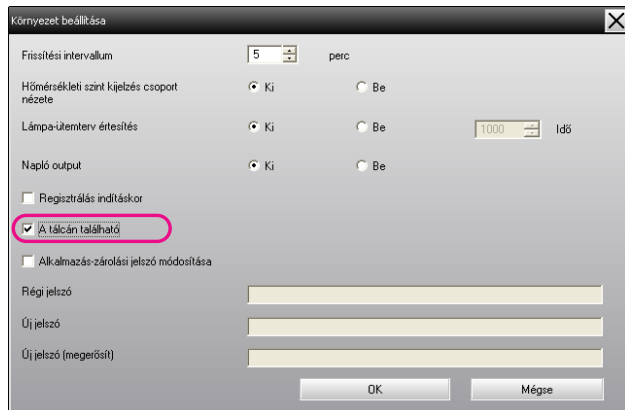 Környezet beállítása
Frissítési intervallum 5 perc
Hőmérsékleti szint kijelzés csoport nézete Ki Be
Lámpa-ütemterv értesítés Ki Be 1000 Idő
Napló output Ki Be
Regisztrálás indításkor
A tálcán található
Alkalmazás-zárolási jelszó módosítása
Régi jelszó
Új jelszó
Új jelszó (megerősít)
OK Mégse